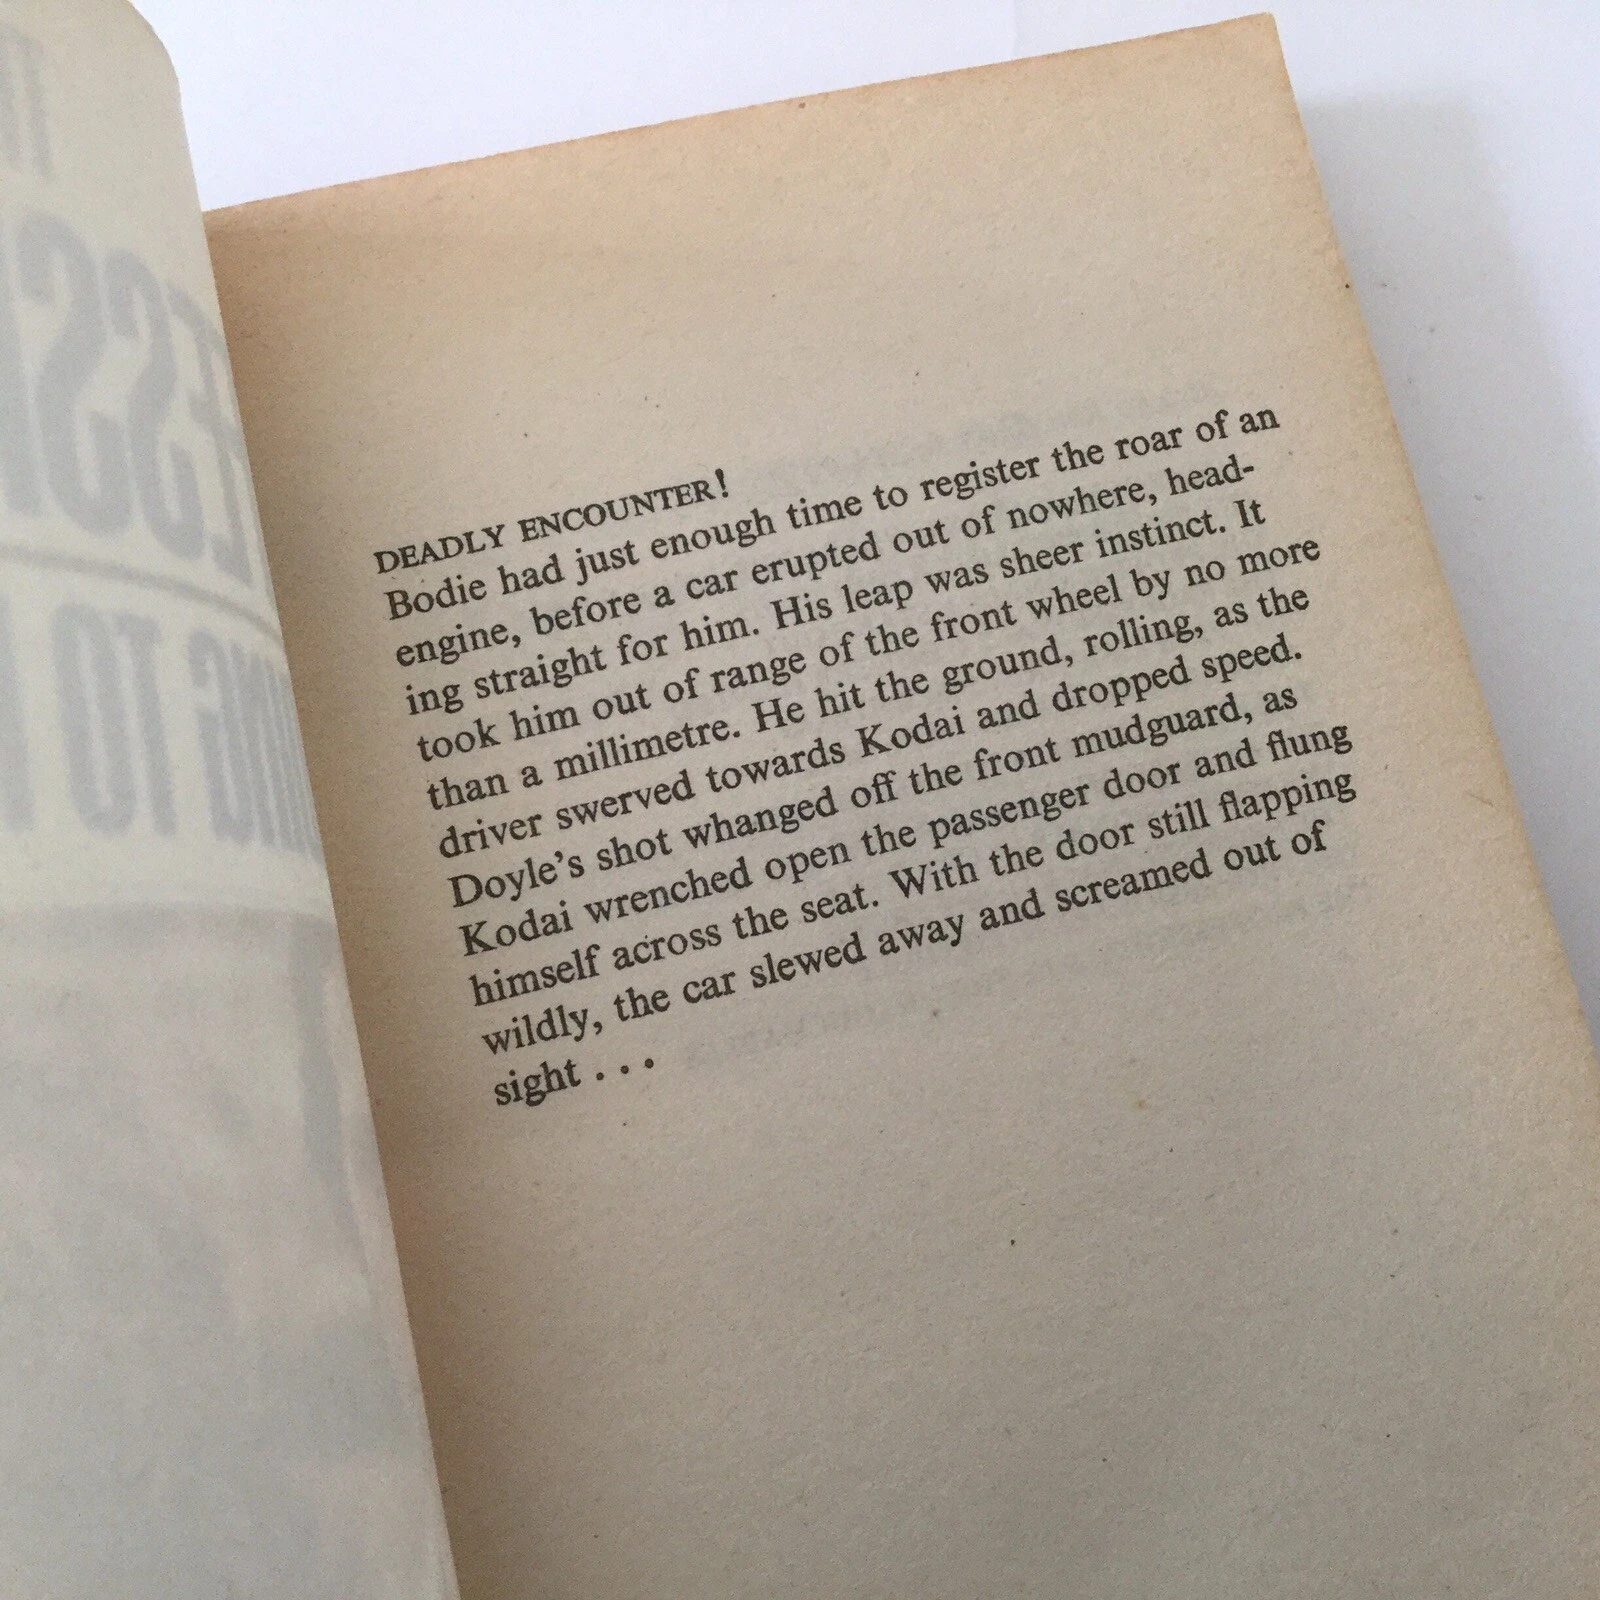 DEADLY ENCOUNTER!
Bodie had just enough time to register the roar of an
engine, before a car erupted out of nowhere, head-
ing straight for him. His leap was sheer instinct. It
took him out of range of the front wheel by no more
than a millimetre. He hit the ground, rolling, as the
driver swerved towards Kodai and dropped speed.
Doyle's shot whanged off the front mudguard, as
Kodai wrenched open the passenger door and flung
himself across the seat. With the door still flapping
wildly, the car slewed away and screamed out of
sight . . .